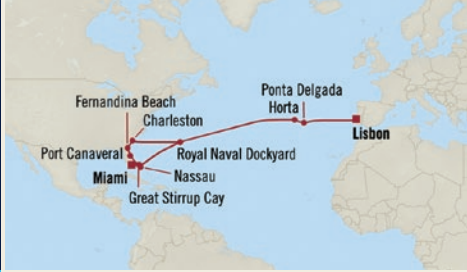 Ponta Delgada
Fernandina Beach
Horta
Charleston
Lisbon
Port Canaveral
Royal Naval Dockyard
Miami
Nassau
Great Stirrup Cay